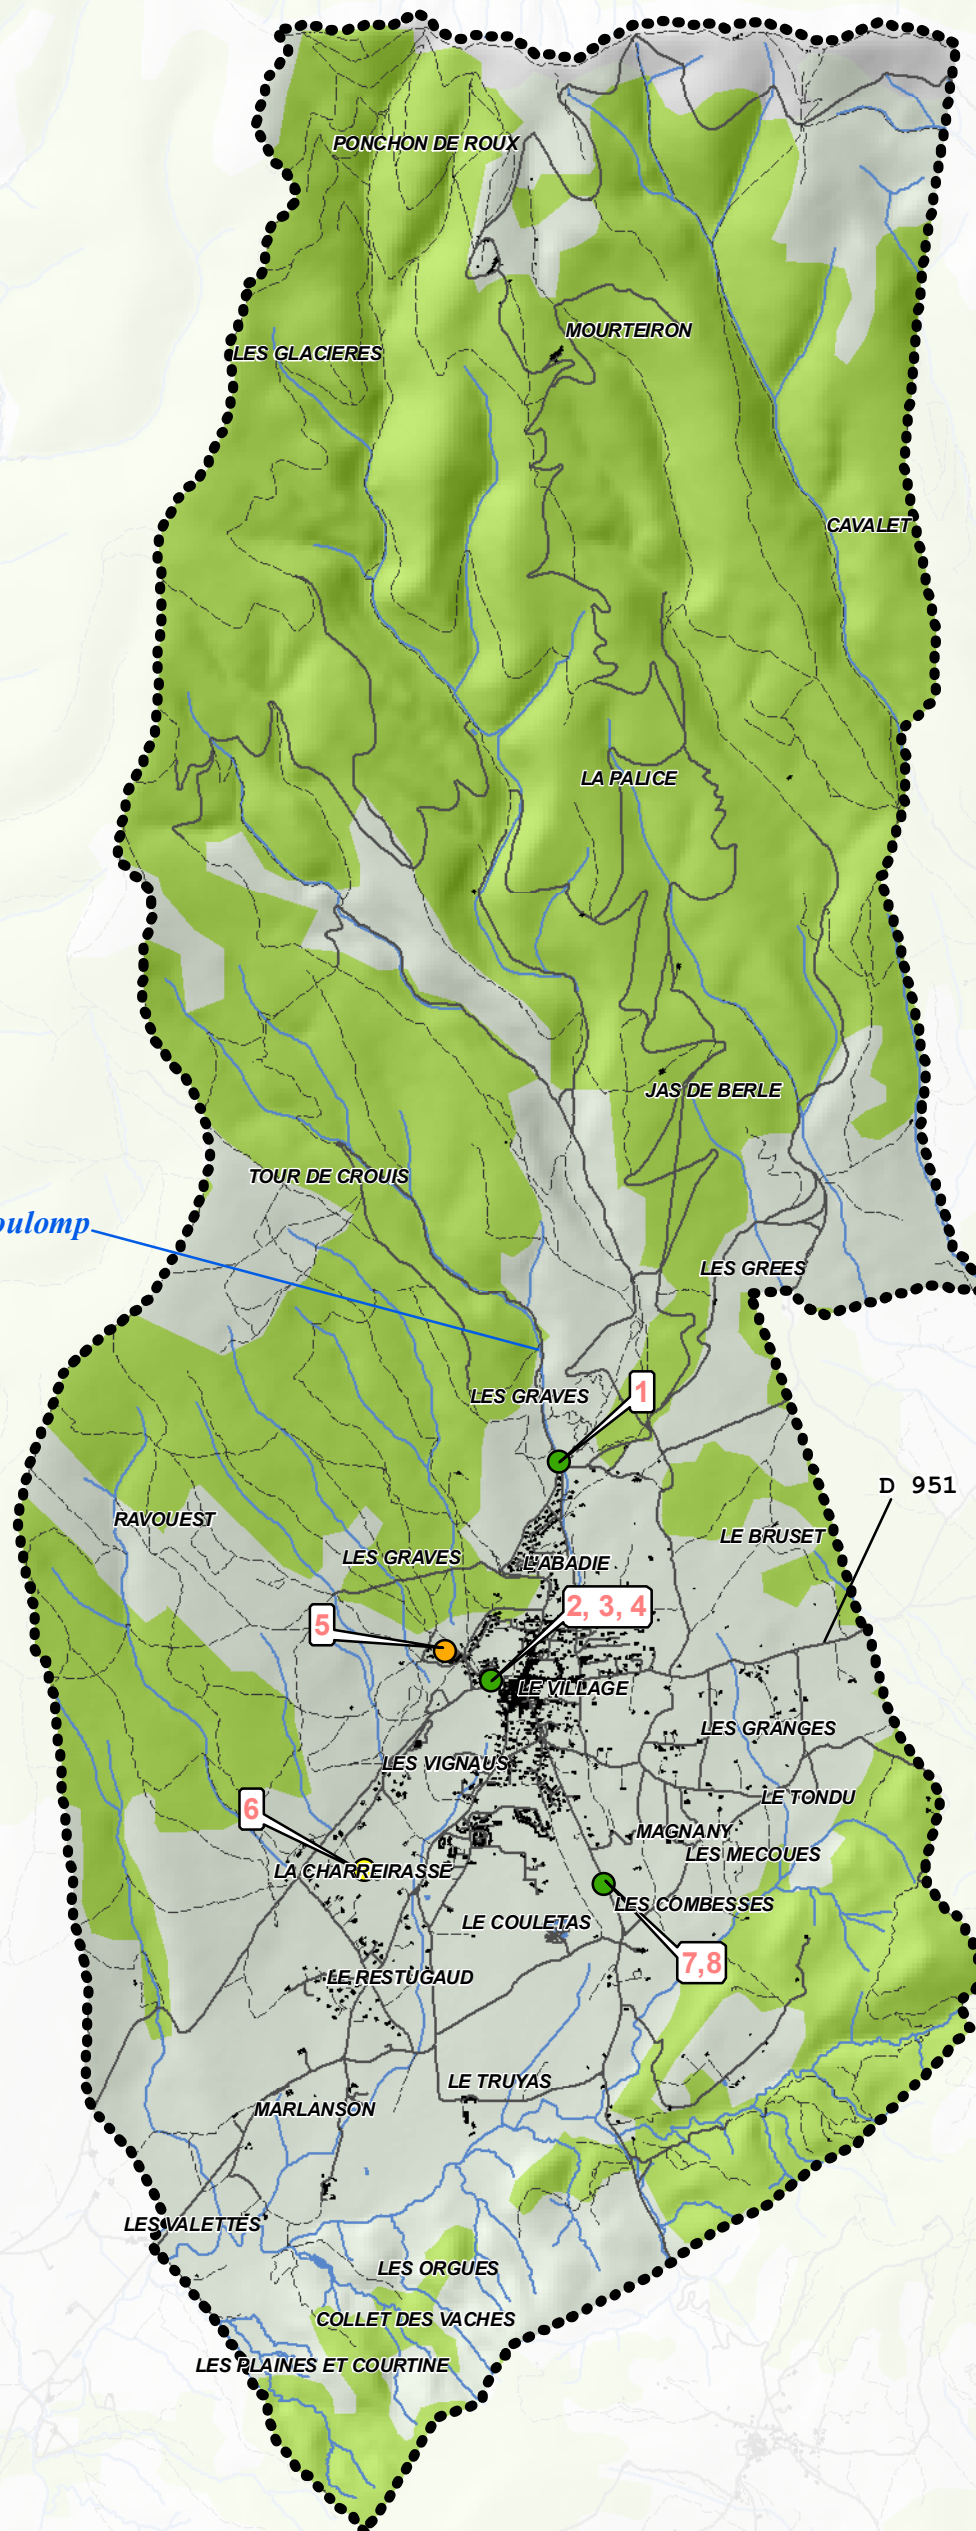 PONCHON DE ROUX
MOURTEIRON
LES GLACIERES
CAVALET
LA PALICE
JAS DE BERLE
TOUR DE CROUIS
oulomp
LES GREES
1
LES GRAVES
D 951
RAVOUEST
LE BRUSET
LES GRAVES
L'ABADIE
2, 3, 4
5
LE VILLAGE
LES GRANGES
LES VIGNAUS
LE TONDU
6
MAGNANY
LES MECOUES
LA CHARREIRASSE
LES COMBESSES
LE COULETAS
7,8
LE RESTUGAUD
LE TRUYAS
MARLANSON
LES VALETTES
LES ORGUES
COLLET DES VACHES
LES PLAINES ET COURTINE